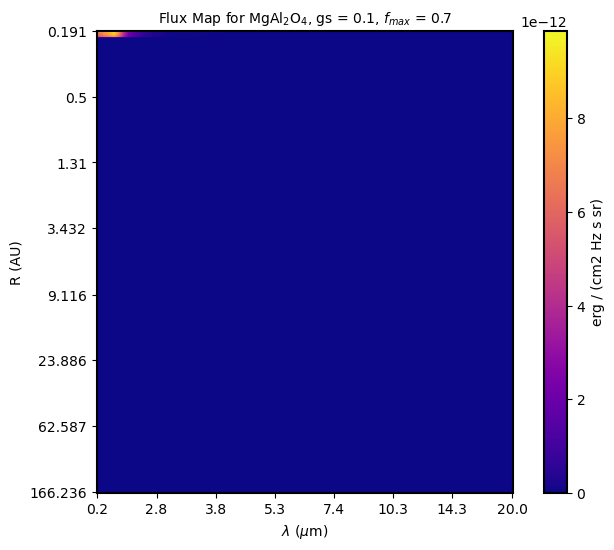 Flux Map for MgAl₂O₄, gs = 0.1, f_max = 0.7
1e−12
0.191
0.5
1.31
3.432
9.116
23.886
62.587
166.236
R (AU)
0.2 2.8 3.8 5.3 7.4 10.3 14.3 20.0
λ (μm)
8
6
4
2
0
erg / (cm2 Hz s sr)